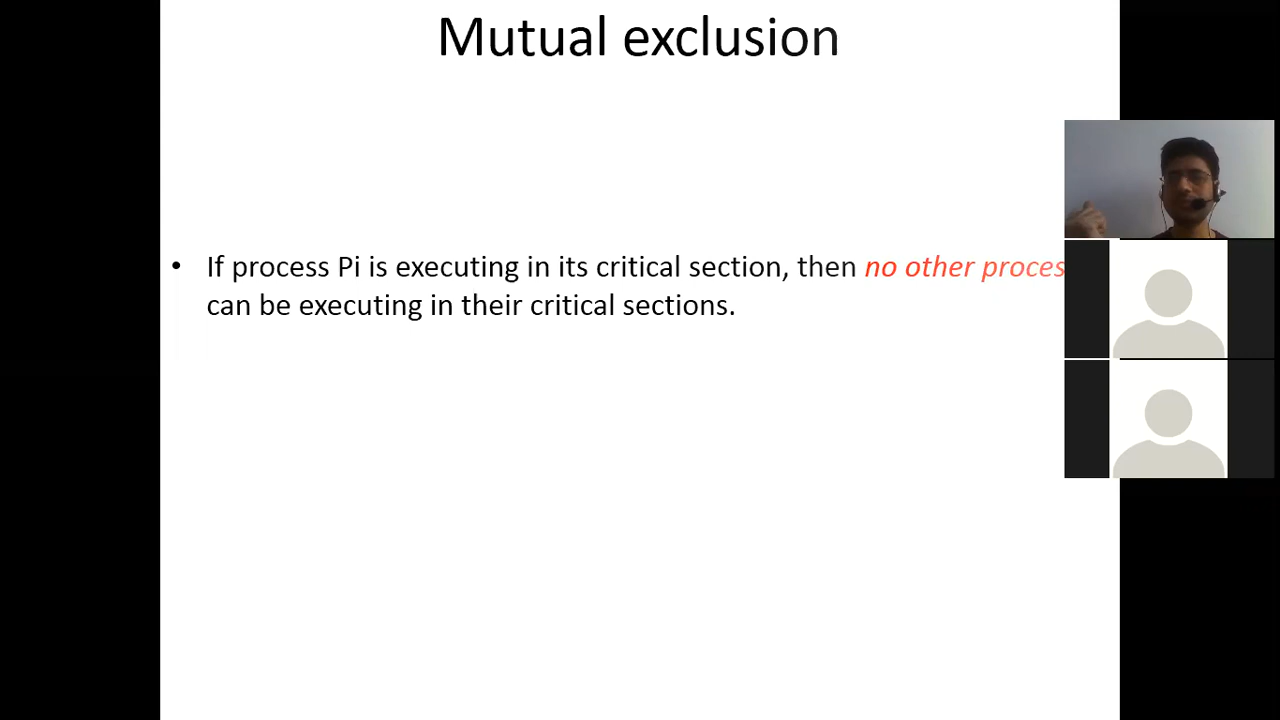 Mutual exclusion
• If process Pi is executing in its critical section, then no other proces
can be executing in their critical sections.